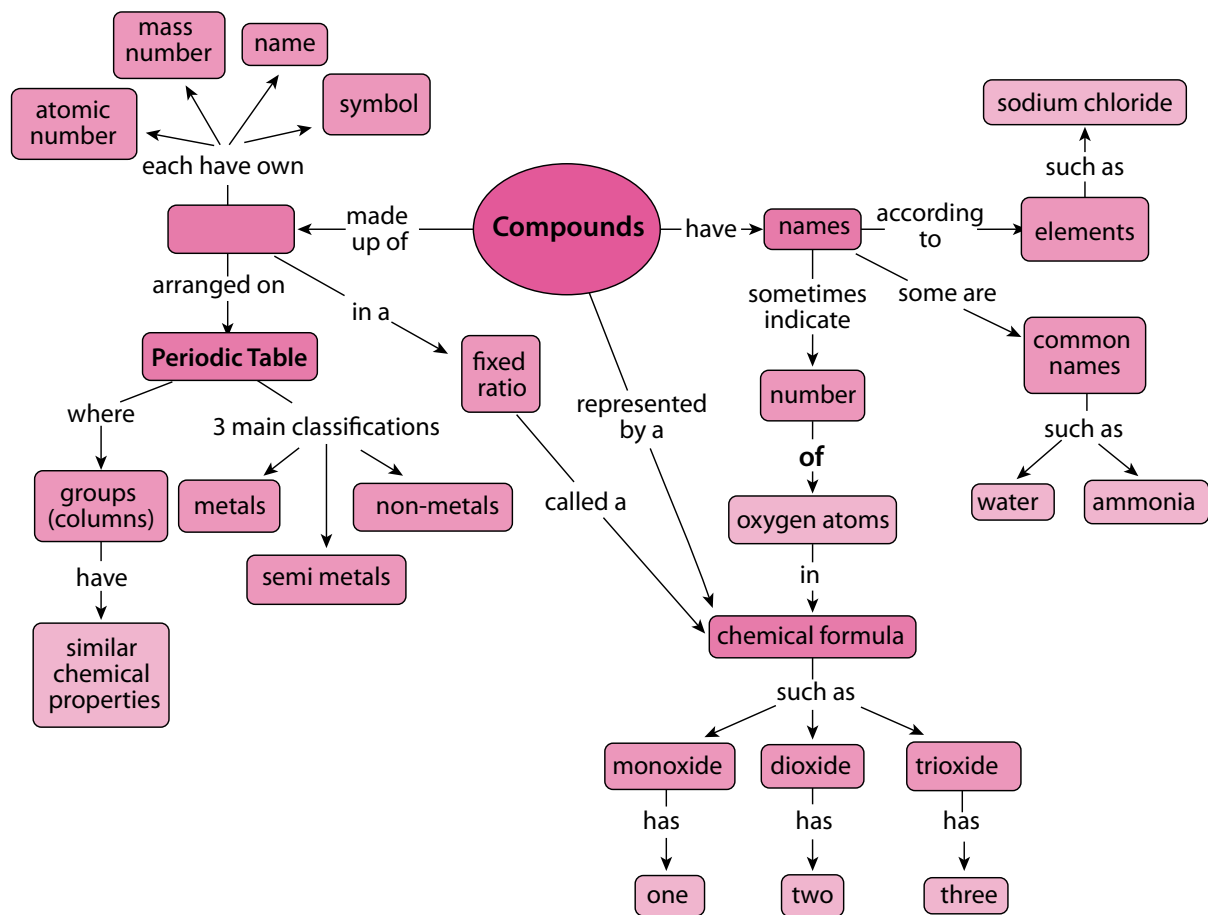 mass
number
name
atomic
number
symbol
each have own
made
up of
Compounds
have
names
according
to
elements
such as
sodium chloride
arranged on
in a
Periodic Table
fixed
ratio
where
3 main classifications
groups
(columns)
metals
non-metals
semi metals
have
similar
chemical
properties
called a
represented
by a
sometimes
indicate
some are
number
common
names
of
such as
water
ammonia
oxygen atoms
in
chemical formula
such as
monoxide
dioxide
trioxide
has
has
has
one
two
three